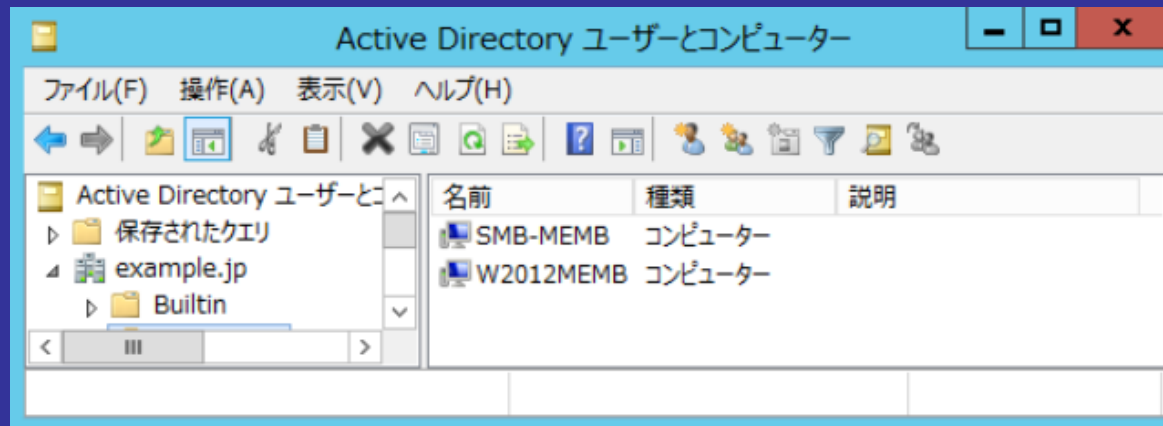 Active Directory ユーザーとコンピューター
ファイル(F) 操作(A) 表示(V) ヘルプ(H)
Active Directory ユーザーとコ
保存されたクエリ
example.jp
Builtin
名前 種類 説明
SMB-MEMB コンピューター
W2012MEMB コンピューター